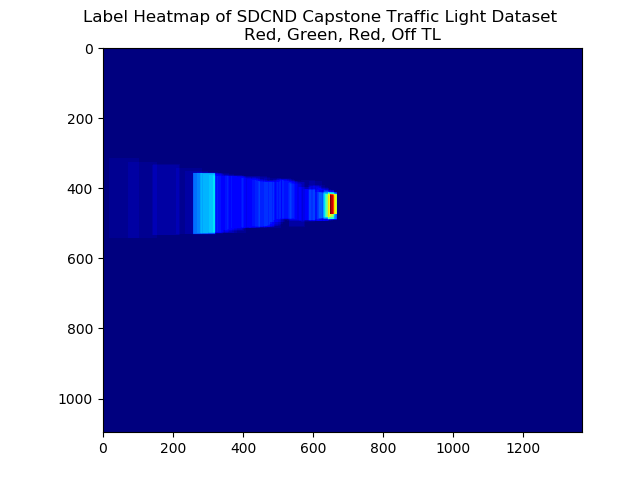 Label Heatmap of SDCND Capstone Traffic Light Dataset
Red, Green, Red, Off TL
0
200
400
600
800
1000
0 200 400 600 800 1000 1200